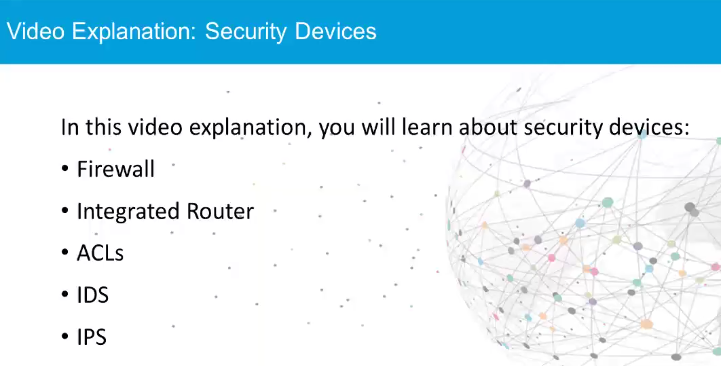 Video Explanation: Security Devices
In this video explanation, you will learn about security devices:
• Firewall
• Integrated Router
• ACLs
• IDS
• IPS